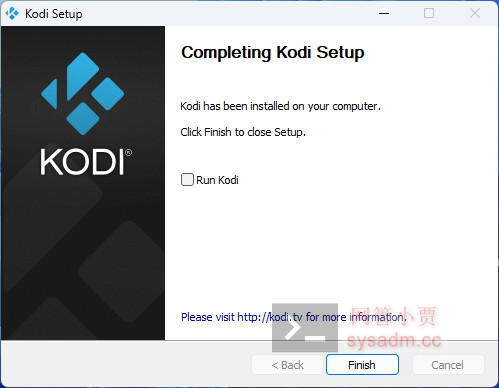 Kodi Setup
KODI®
Completing Kodi Setup
Kodi has been installed on your computer.
Click Finish to close Setup.
Run Kodi
Please visit http://kodi.tv for more information.
网管小贾
sysadm.cc
< Back
Finish
Cancel